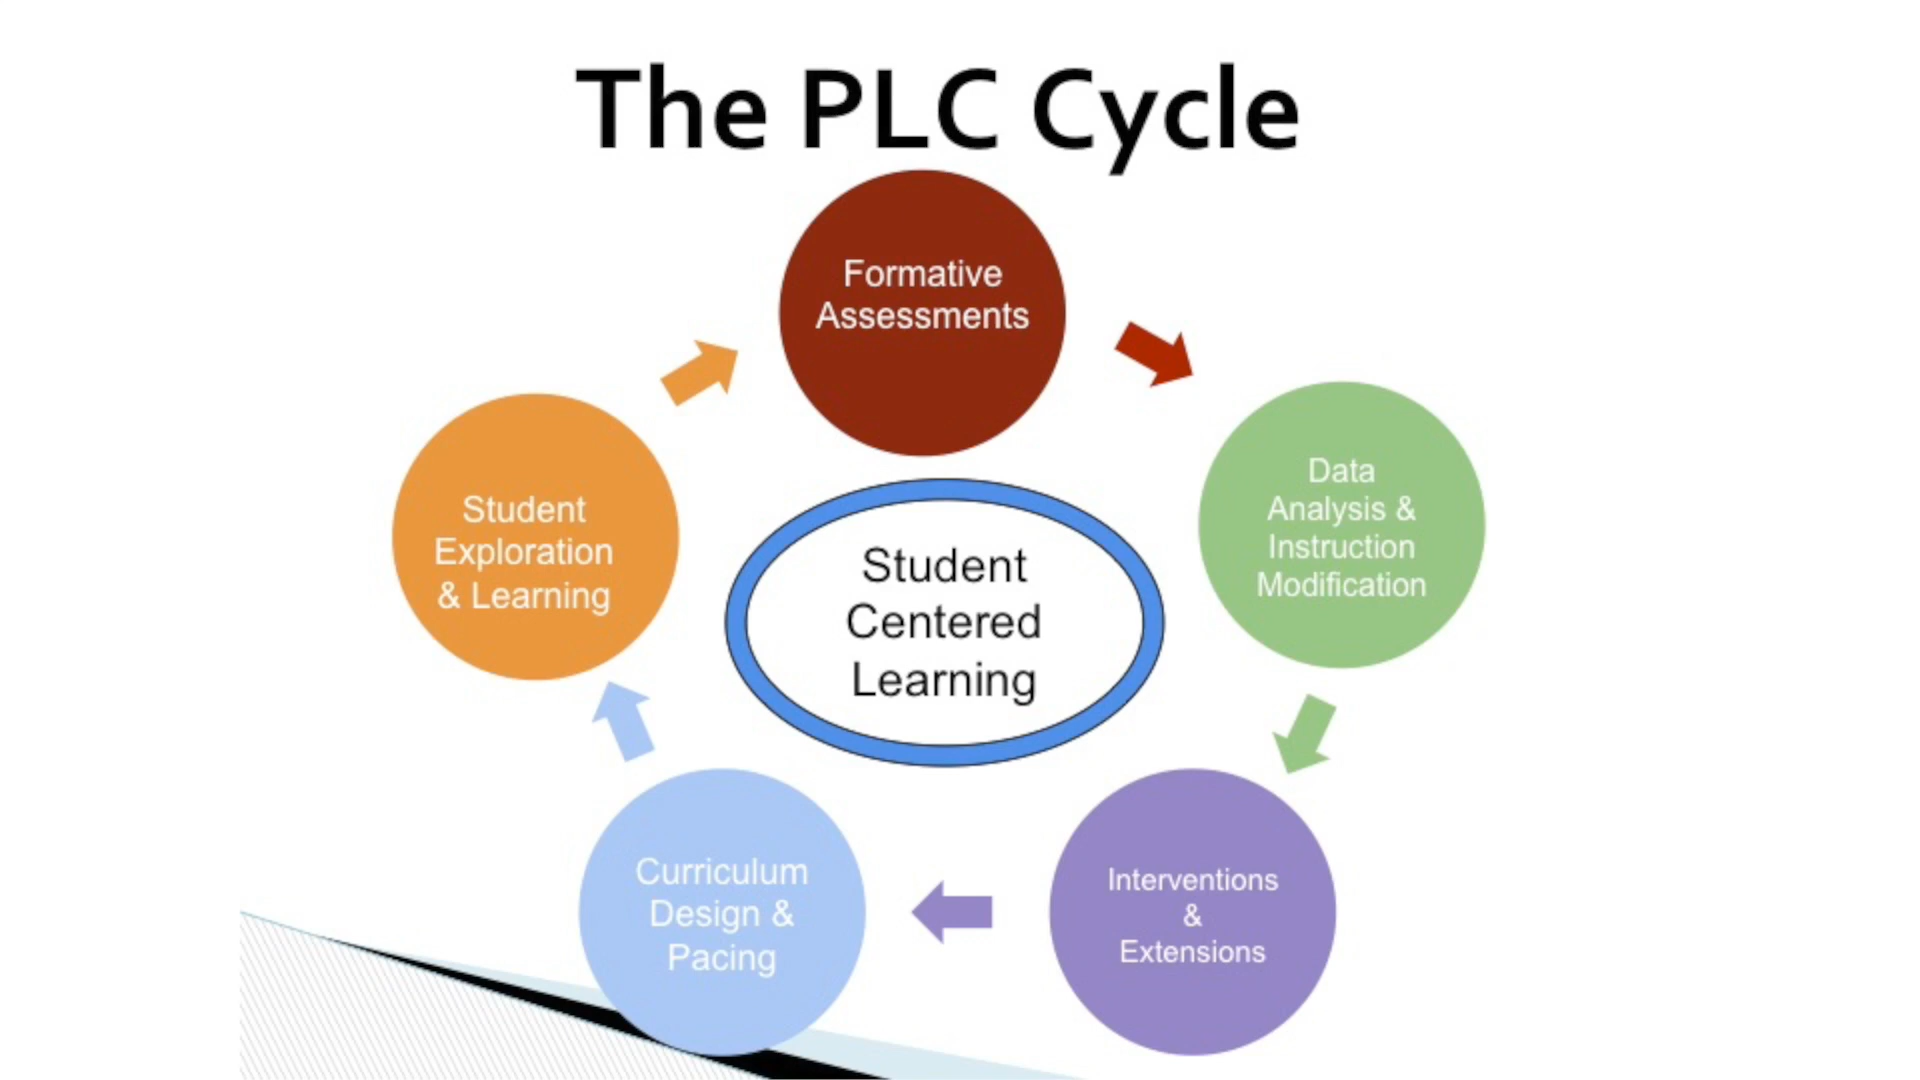 The PLC Cycle
Formative
Assessments
Data
Analysis &
Instruction
Modification
Interventions
&
Extensions
Curriculum
Design &
Pacing
Student
Exploration
& Learning
Student
Centered
Learning